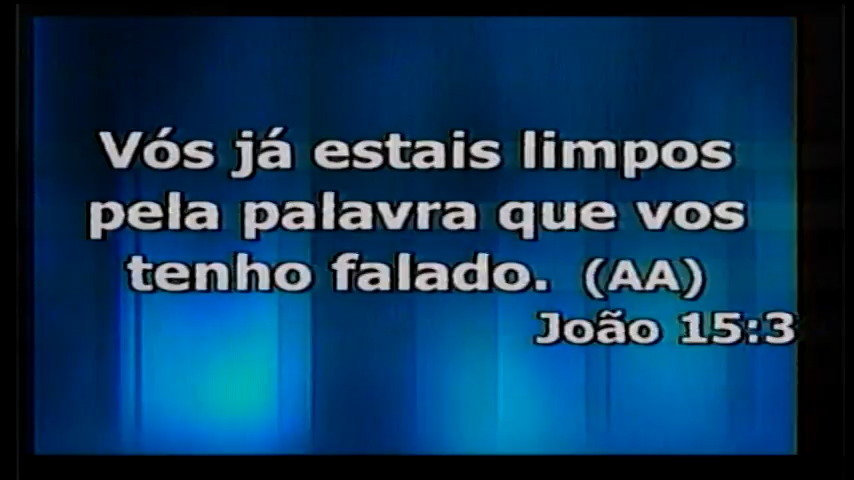 Vós já estais limpos
pela palavra que vos
tenho falado. (AA)
João 15:3